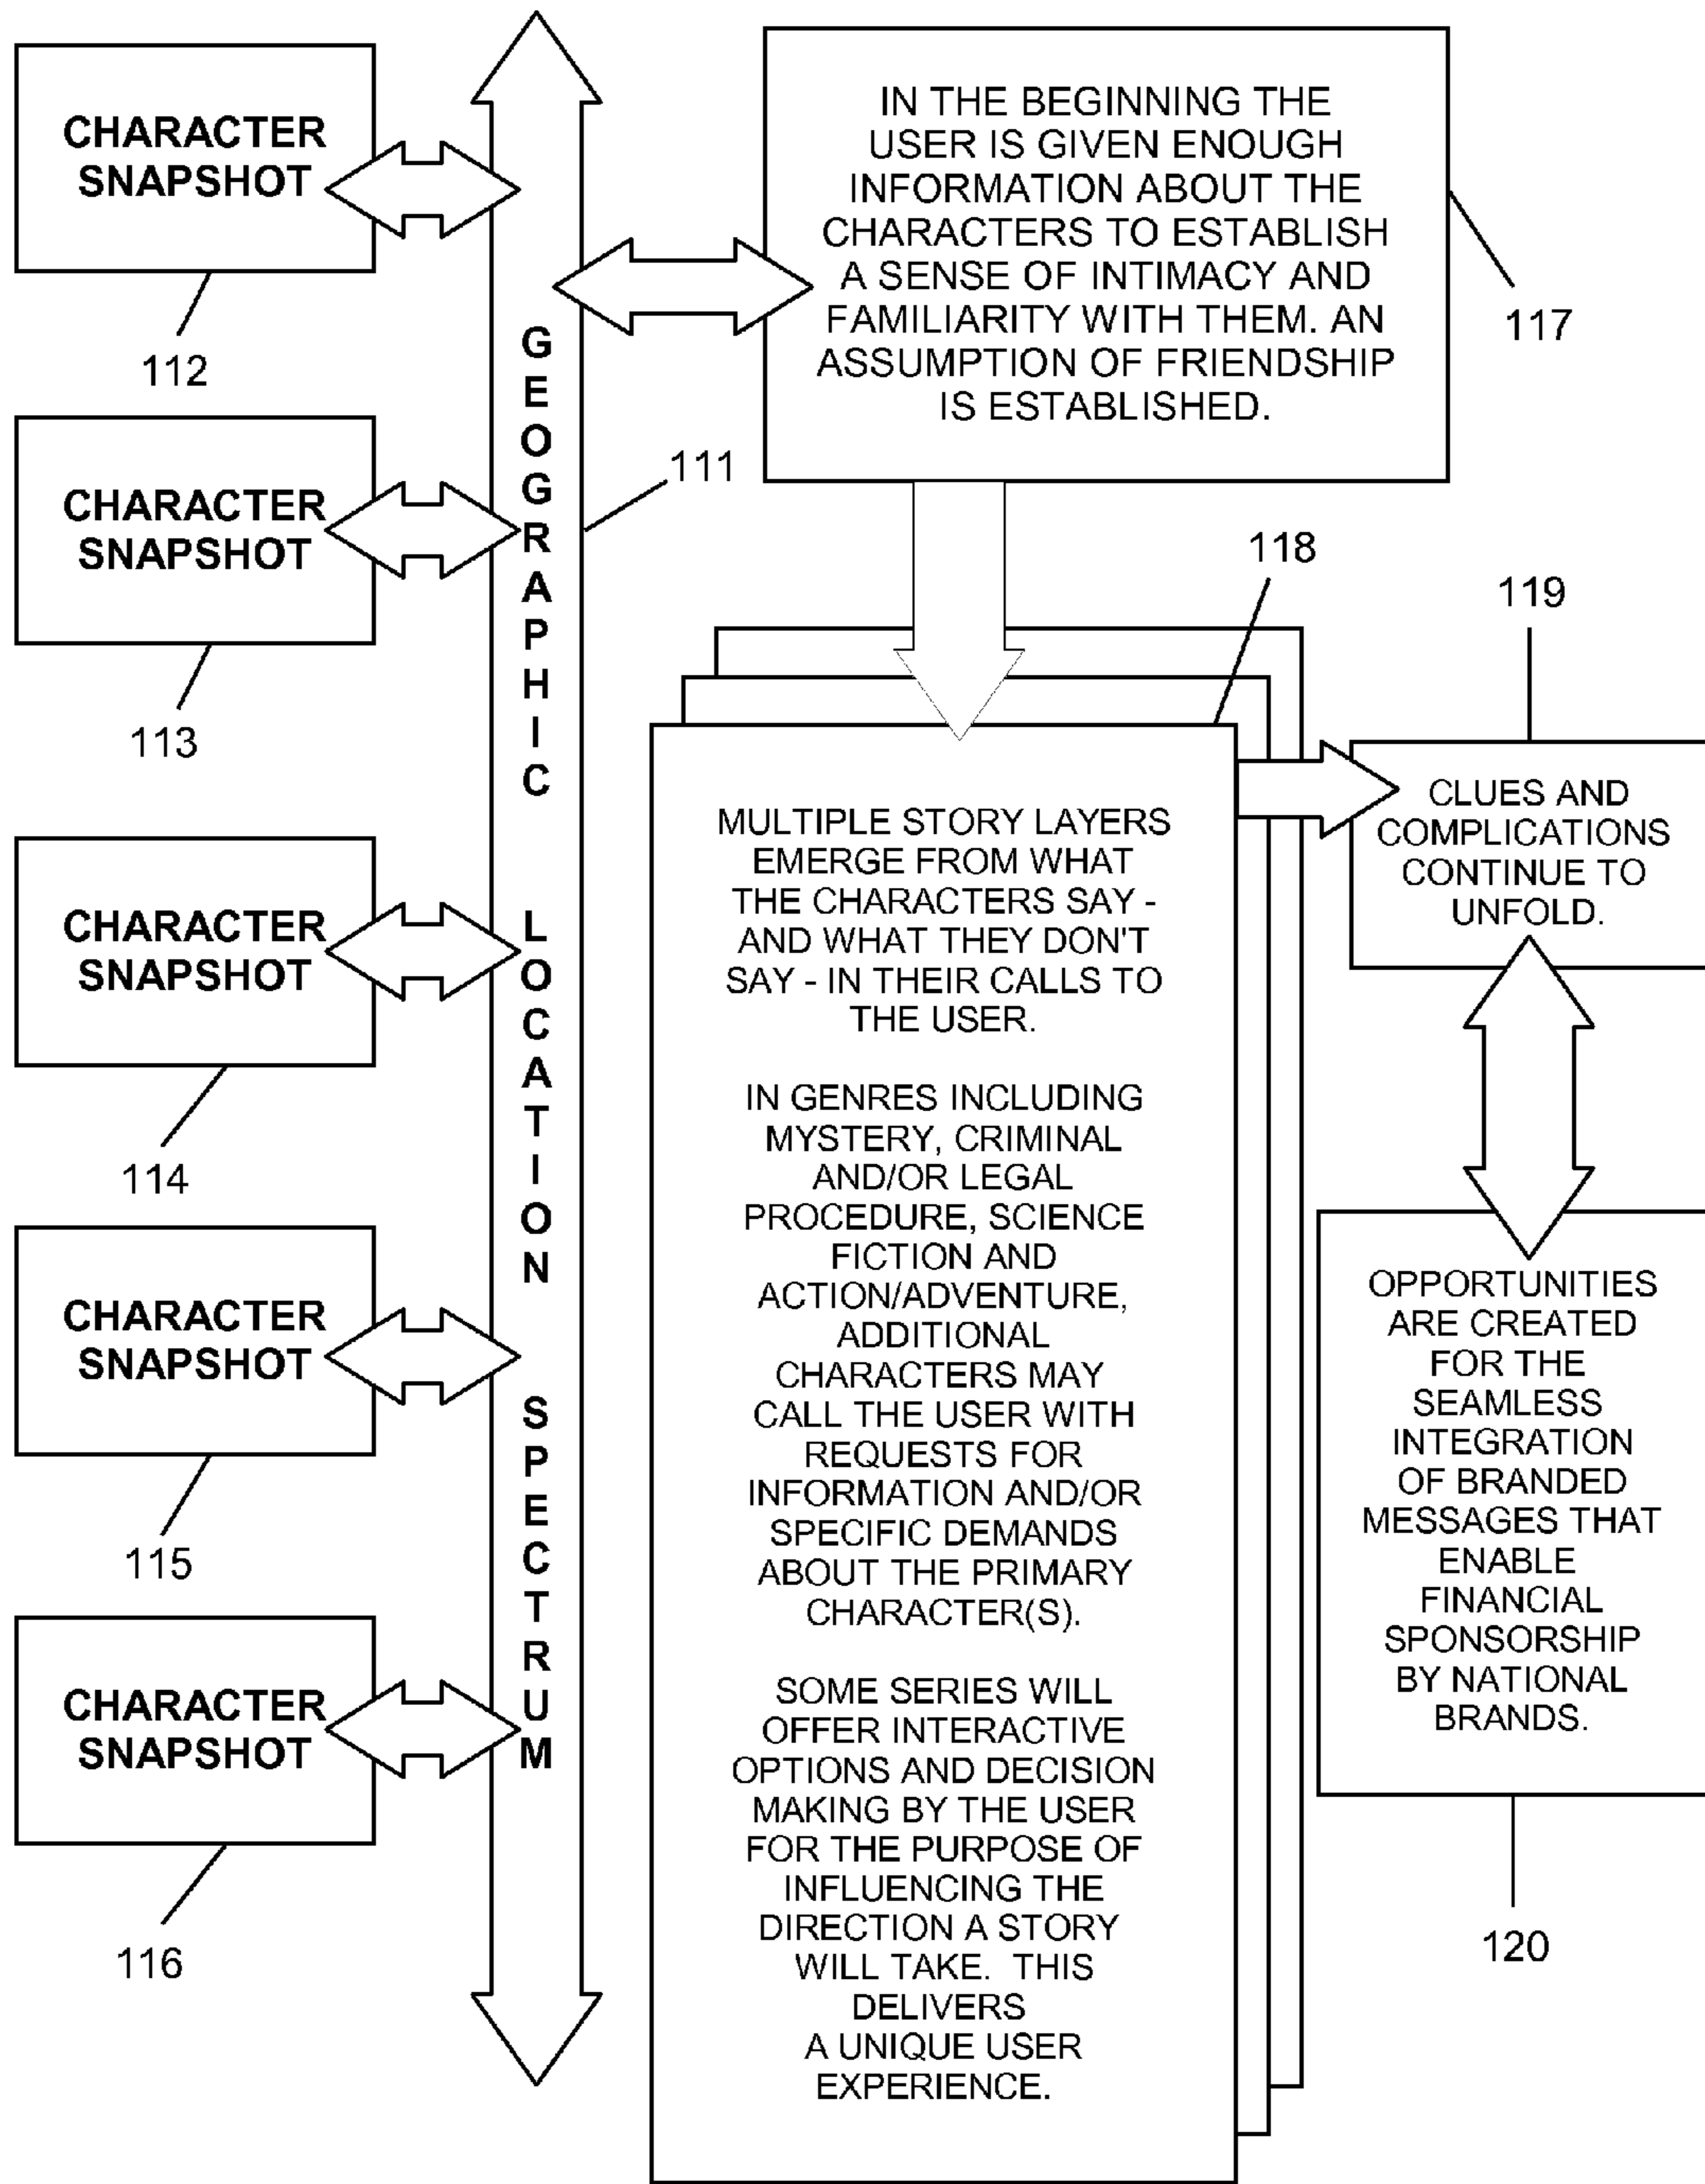 CHARACTER
SNAPSHOT
112
CHARACTER
SNAPSHOT
113
CHARACTER
SNAPSHOT
114
CHARACTER
SNAPSHOT
115
CHARACTER
SNAPSHOT
116
GEOGRAPHIC LOCATION SPECTRUM
111
IN THE BEGINNING THE
USER IS GIVEN ENOUGH
INFORMATION ABOUT THE
CHARACTERS TO ESTABLISH
A SENSE OF INTIMACY AND
FAMILIARITY WITH THEM. AN
ASSUMPTION OF FRIENDSHIP
IS ESTABLISHED.
117
118
MULTIPLE STORY LAYERS
EMERGE FROM WHAT
THE CHARACTERS SAY -
AND WHAT THEY DON'T
SAY - IN THEIR CALLS TO
THE USER.
IN GENRES INCLUDING
MYSTERY, CRIMINAL
AND/OR LEGAL
PROCEDURE, SCIENCE
FICTION AND
ACTION/ADVENTURE,
ADDITIONAL
CHARACTERS MAY
CALL THE USER WITH
REQUESTS FOR
INFORMATION AND/OR
SPECIFIC DEMANDS
ABOUT THE PRIMARY
CHARACTER(S).
SOME SERIES WILL
OFFER INTERACTIVE
OPTIONS AND DECISION
MAKING BY THE USER
FOR THE PURPOSE OF
INFLUENCING THE
DIRECTION A STORY
WILL TAKE. THIS
DELIVERS
A UNIQUE USER
EXPERIENCE.
119
CLUES AND
COMPLICATIONS
CONTINUE TO
UNFOLD.
OPPORTUNITIES
ARE CREATED
FOR THE
SEAMLESS
INTEGRATION
OF BRANDED
MESSAGES THAT
ENABLE
FINANCIAL
SPONSORSHIP
BY NATIONAL
BRANDS.
120